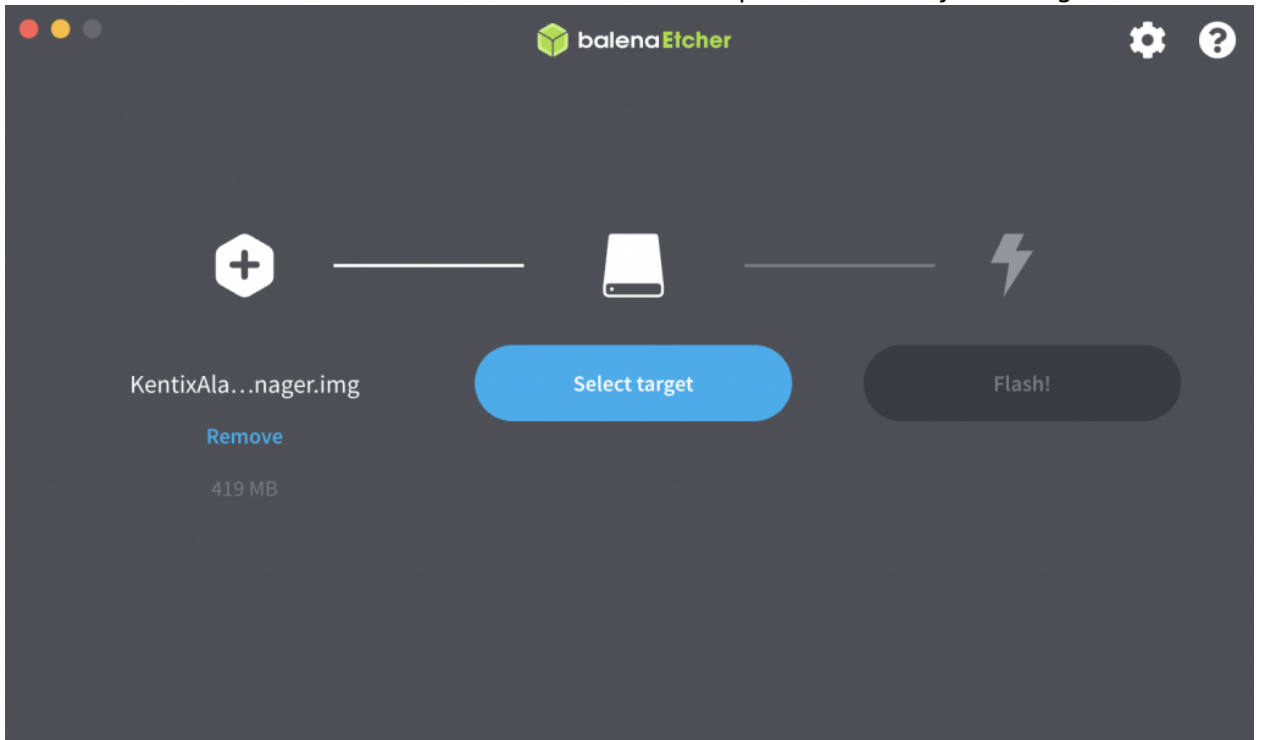 balenaEtcher
KentixAla...nager.img
Select target
Flash!
Remove
419 MB